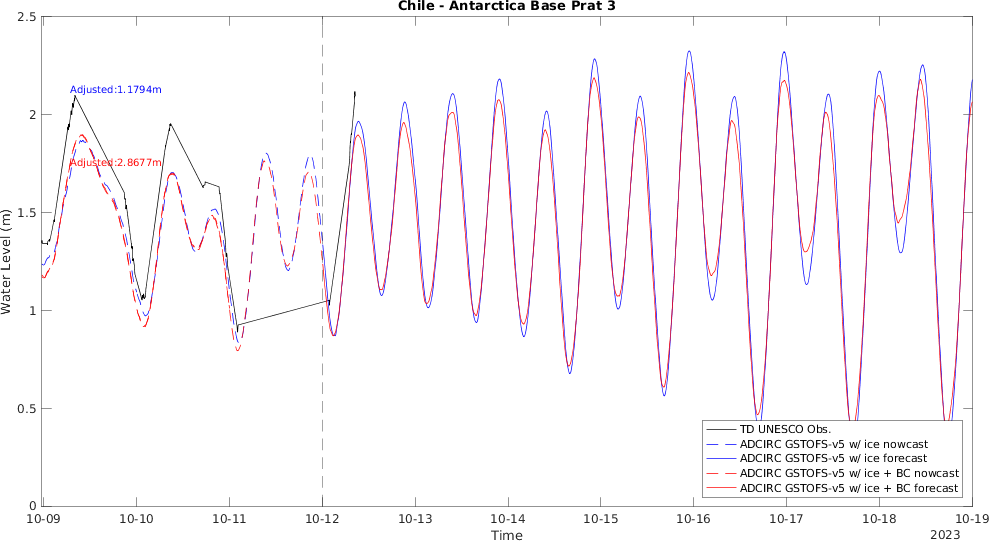 Chile - Antarctica Base Prat 3
2.5
2
1.5
1
0.5
0
Water Level (m)
Adjusted:1.1794m
Adjusted:2.8677m
TD UNESCO Obs.
ADCIRC GSTOFS-v5 w/ ice nowcast
ADCIRC GSTOFS-v5 w/ ice forecast
ADCIRC GSTOFS-v5 w/ ice + BC nowcast
ADCIRC GSTOFS-v5 w/ ice + BC forecast
10-09 10-10 10-11 10-12 10-13 10-14 10-15 10-16 10-17 10-18 10-19
Time
2023